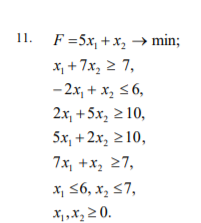 11. F =5x₁ + x₂ → min;
x₁ + 7x₂ ≥ 7,
– 2x₁ + x₂ ≤ 6,
2x₁ + 5x₂ ≥ 10,
5x₁ + 2x₂ ≥ 10,
7x₁ + x₂ ≥ 7,
x₁ ≤ 6, x₂ ≤ 7,
x₁, x₂ ≥ 0.